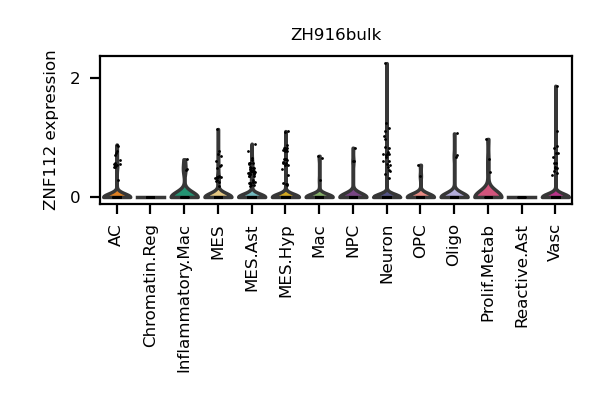 ZH916bulk
ZNF112 expression
2
0
AC
Chromatin.Reg
Inflammatory.Mac
MES
MES.Ast
MES.Hyp
Mac
NPC
Neuron
OPC
Oligo
Prolif.Metab
Reactive.Ast
Vasc